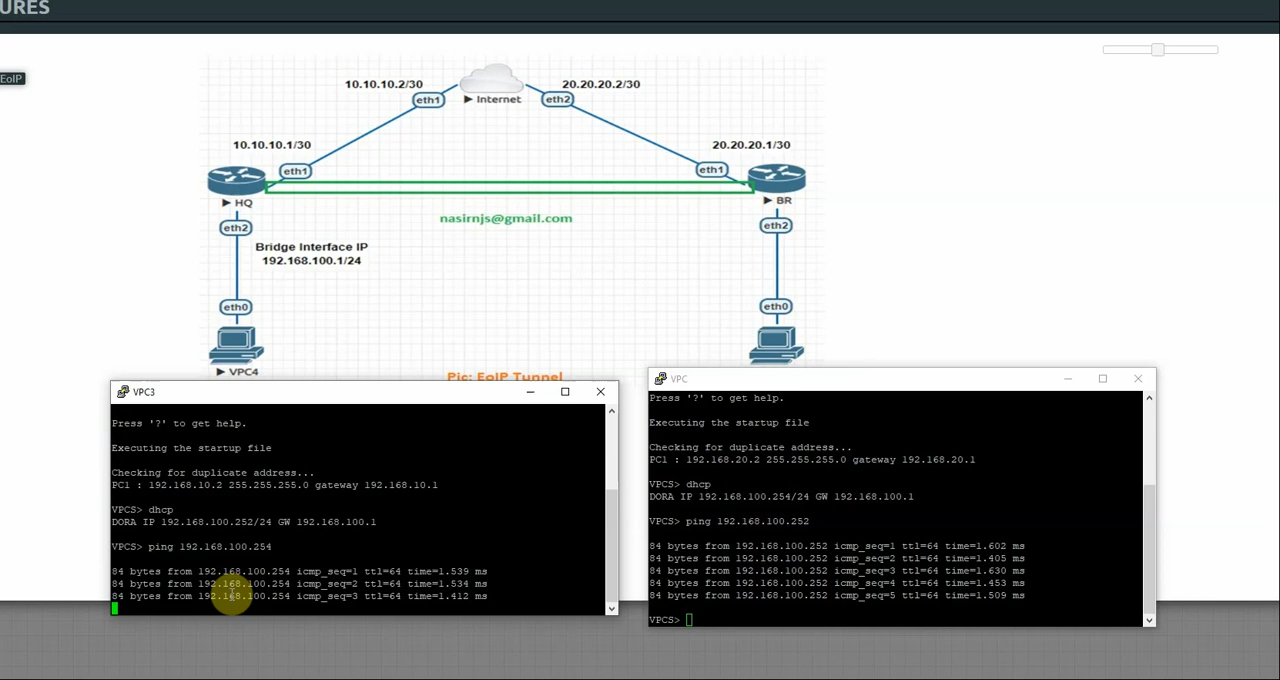 URES
EoIP
10.10.10.2/30
20.20.20.2/30
eth1
▶ Internet
eth2
10.10.10.1/30
20.20.20.1/30
eth1
eth1
▶ HQ
▶ BR
nasirnjs@gmail.com
eth2
eth2
Bridge Interface IP
192.168.100.1/24
eth0
eth0
▶ VPC4
Pic: EoIP Tunnel
VPC3
Press '?' to get help.
Executing the startup file
Checking for duplicate address...
PC1 : 192.168.10.2 255.255.255.0 gateway 192.168.10.1
VPCS> dhcp
DORA IP 192.168.100.252/24 GW 192.168.100.1
VPCS> ping 192.168.100.254
84 bytes from 192.168.100.254 icmp_seq=1 ttl=64 time=1.539 ms
84 bytes from 192.168.100.254 icmp_seq=2 ttl=64 time=1.534 ms
84 bytes from 192.168.100.254 icmp_seq=3 ttl=64 time=1.412 ms
VPC
Press '?' to get help.
Executing the startup file
Checking for duplicate address...
PC1 : 192.168.20.2 255.255.255.0 gateway 192.168.20.1
VPCS> dhcp
DORA IP 192.168.100.254/24 GW 192.168.100.1
VPCS> ping 192.168.100.252
84 bytes from 192.168.100.252 icmp_seq=1 ttl=64 time=1.602 ms
84 bytes from 192.168.100.252 icmp_seq=2 ttl=64 time=1.405 ms
84 bytes from 192.168.100.252 icmp_seq=3 ttl=64 time=1.630 ms
84 bytes from 192.168.100.252 icmp_seq=4 ttl=64 time=1.453 ms
84 bytes from 192.168.100.252 icmp_seq=5 ttl=64 time=1.509 ms
VPCS>